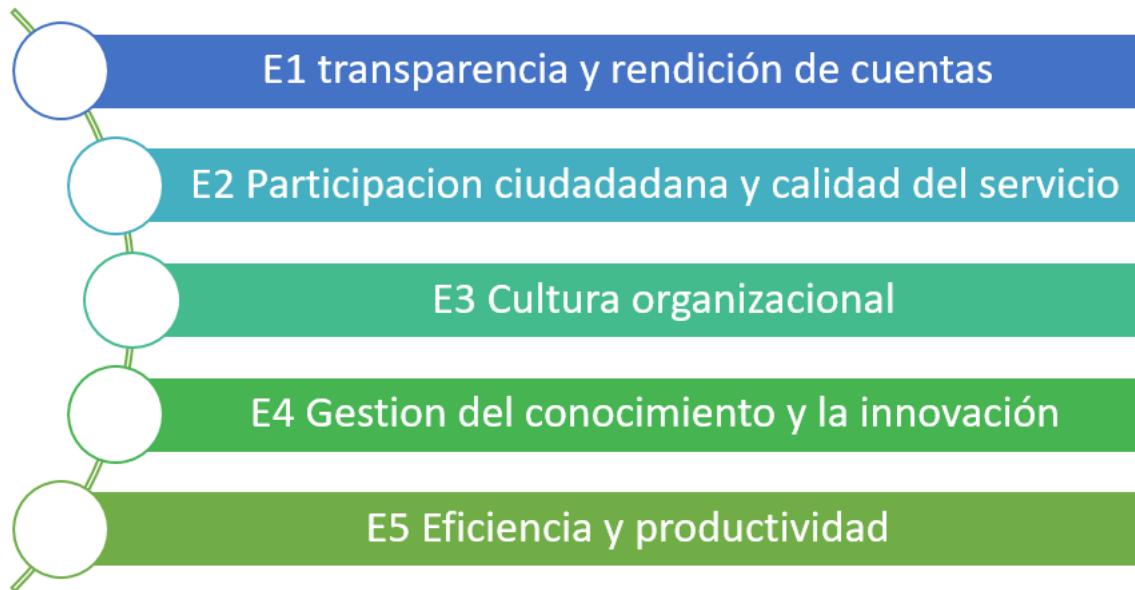 E1 transparencia y rendición de cuentas
E2 Participacion ciudadadana y calidad del servicio
E3 Cultura organizacional
E4 Gestion del conocimiento y la innovación
E5 Eficiencia y productividad